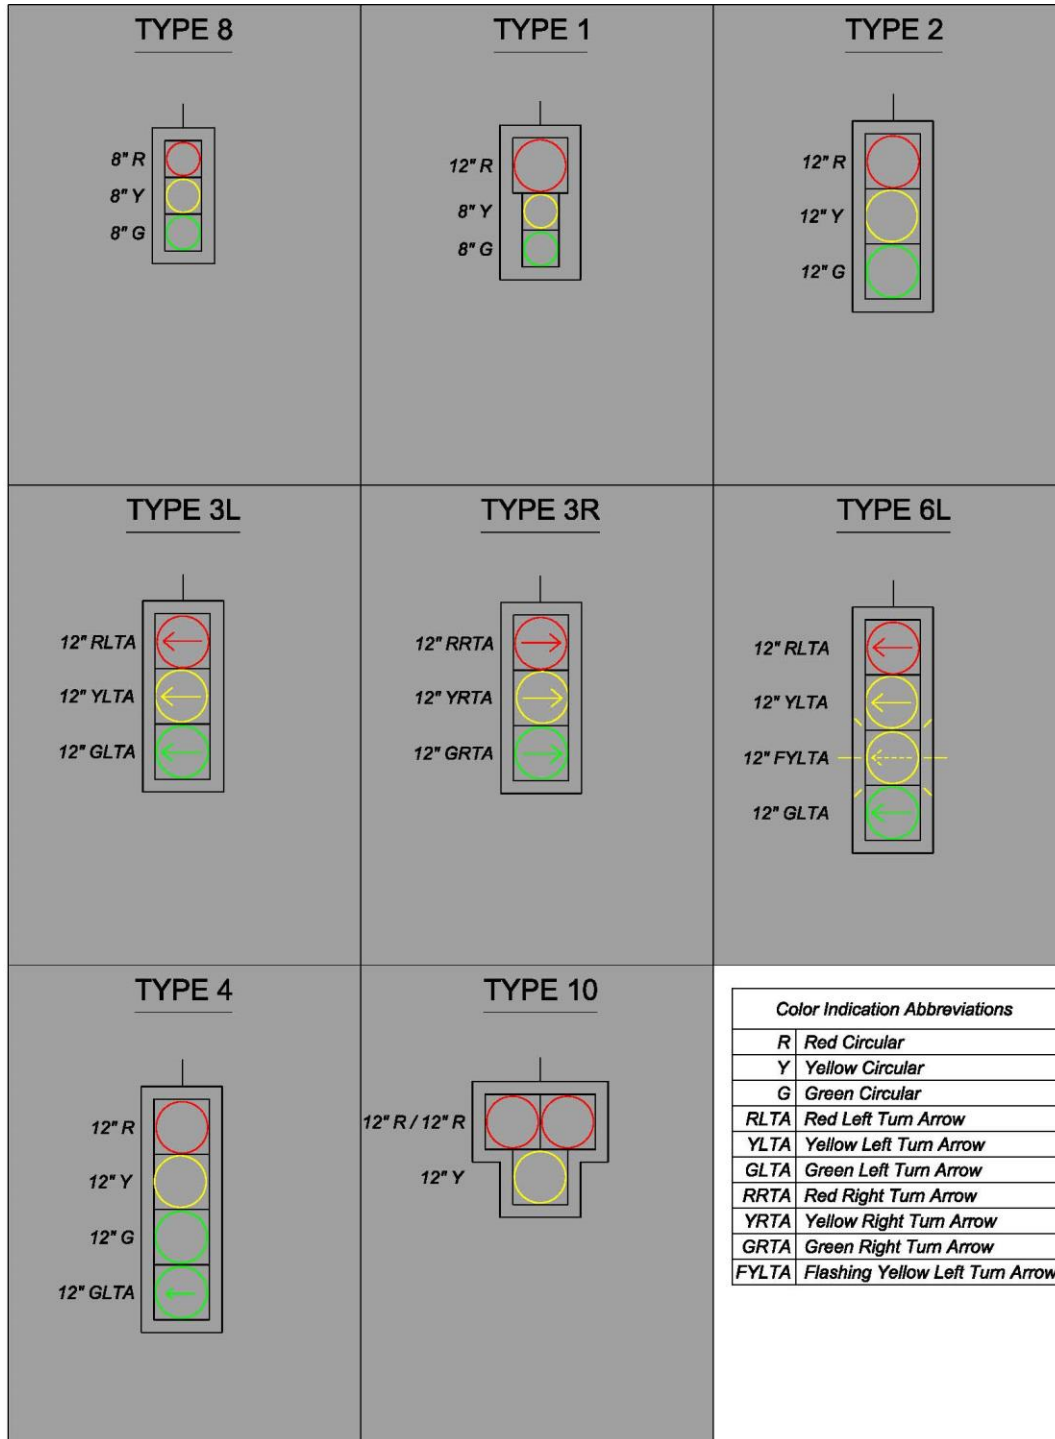 TYPE 8
8" R
8" Y
8" G
TYPE 1
12" R
8" Y
8" G
TYPE 2
12" R
12" Y
12" G
TYPE 3L
12" RLTA
12" YLTA
12" GLTA
TYPE 3R
12" RRTA
12" YRTA
12" GRTA
TYPE 6L
12" RLTA
12" YLTA
12" FYLTA
12" GLTA
TYPE 4
12" R
12" Y
12" G
12" GLTA
TYPE 10
12" R / 12" R
12" Y
Color Indication Abbreviations
R Red Circular
Y Yellow Circular
G Green Circular
RLTA Red Left Turn Arrow
YLTA Yellow Left Turn Arrow
GLTA Green Left Turn Arrow
RRTA Red Right Turn Arrow
YRTA Yellow Right Turn Arrow
GRTA Green Right Turn Arrow
FYLTA Flashing Yellow Left Turn Arrow